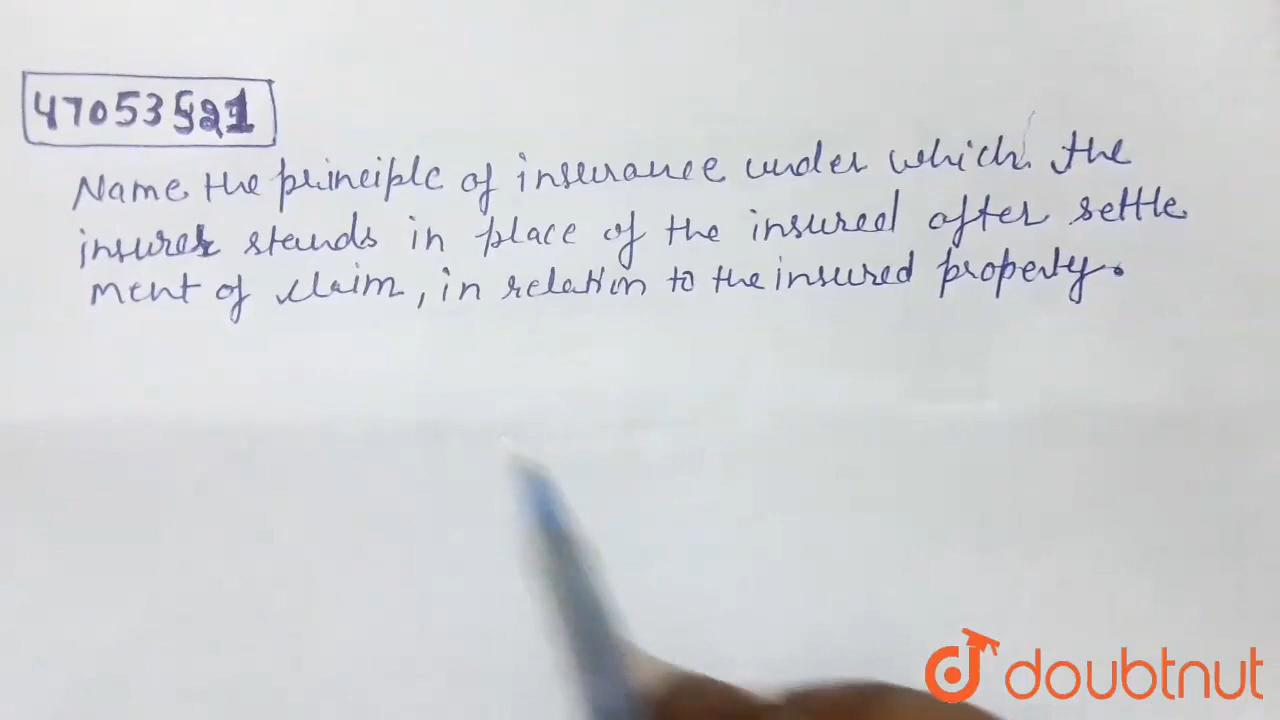 47053521
Name the principle of insurance under which the
insurer stands in place of the insured after settle
ment of claim, in relation to the insured property.
doubtnut